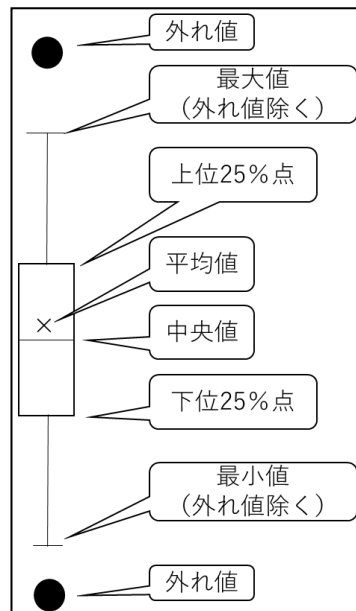 外れ値
最大値
（外れ値除く）
上位25％点
平均値
×
中央値
下位25％点
最小値
（外れ値除く）
外れ値